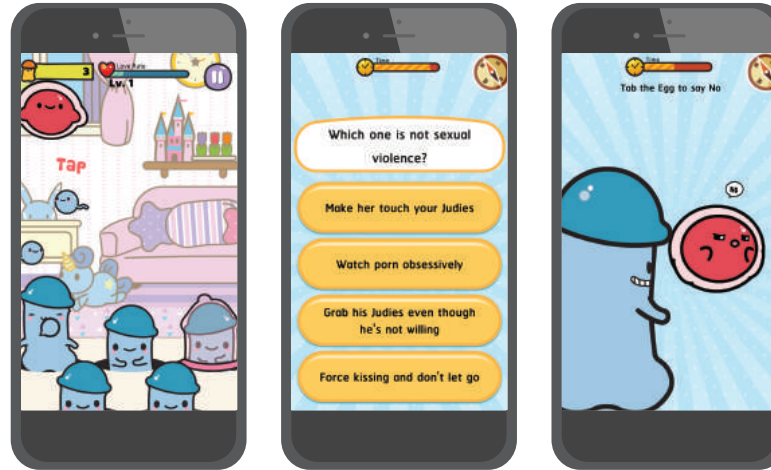 3
Love Rate
Lv. 1
Tap
Time
Which one is not sexual
violence?
Make her touch your Judies
Watch porn obsessively
Grab his Judies even though
he's not willing
Force kissing and don't let go
Time
Tab the Egg to say No
No